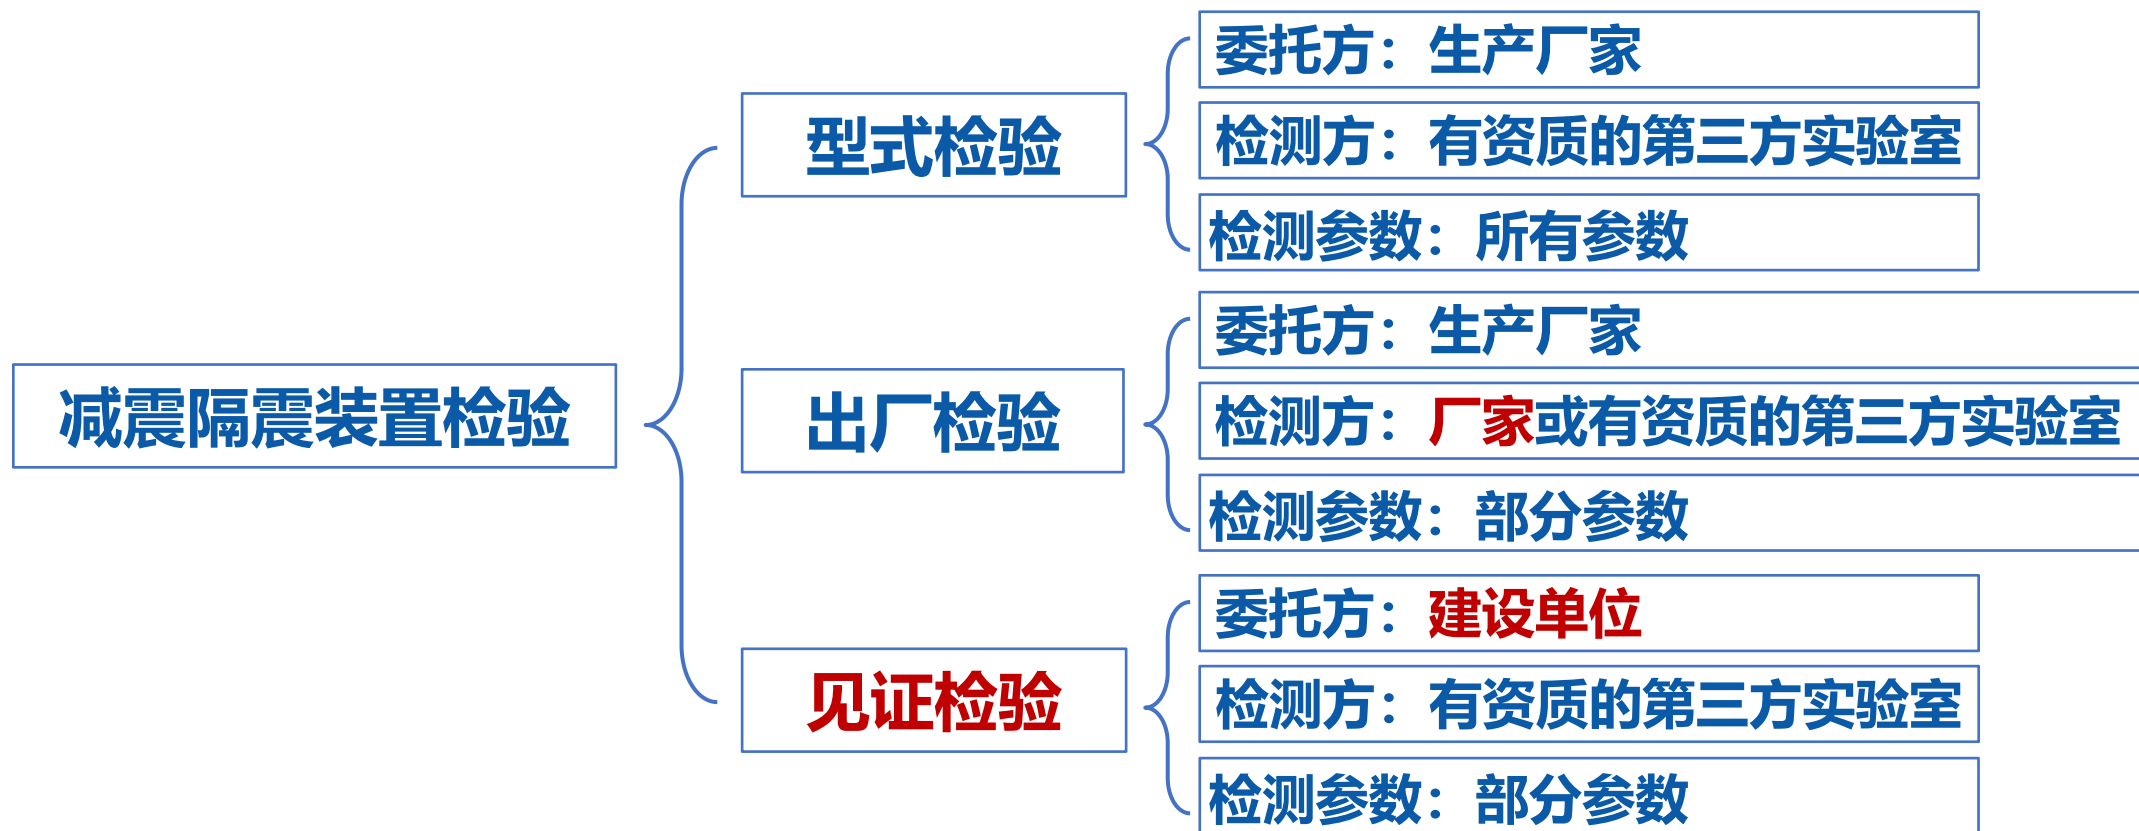 减震隔震装置检验
型式检验
委托方：生产厂家
检测方：有资质的第三方实验室
检测参数：所有参数
出厂检验
委托方：生产厂家
检测方：厂家或有资质的第三方实验室
检测参数：部分参数
见证检验
委托方：建设单位
检测方：有资质的第三方实验室
检测参数：部分参数